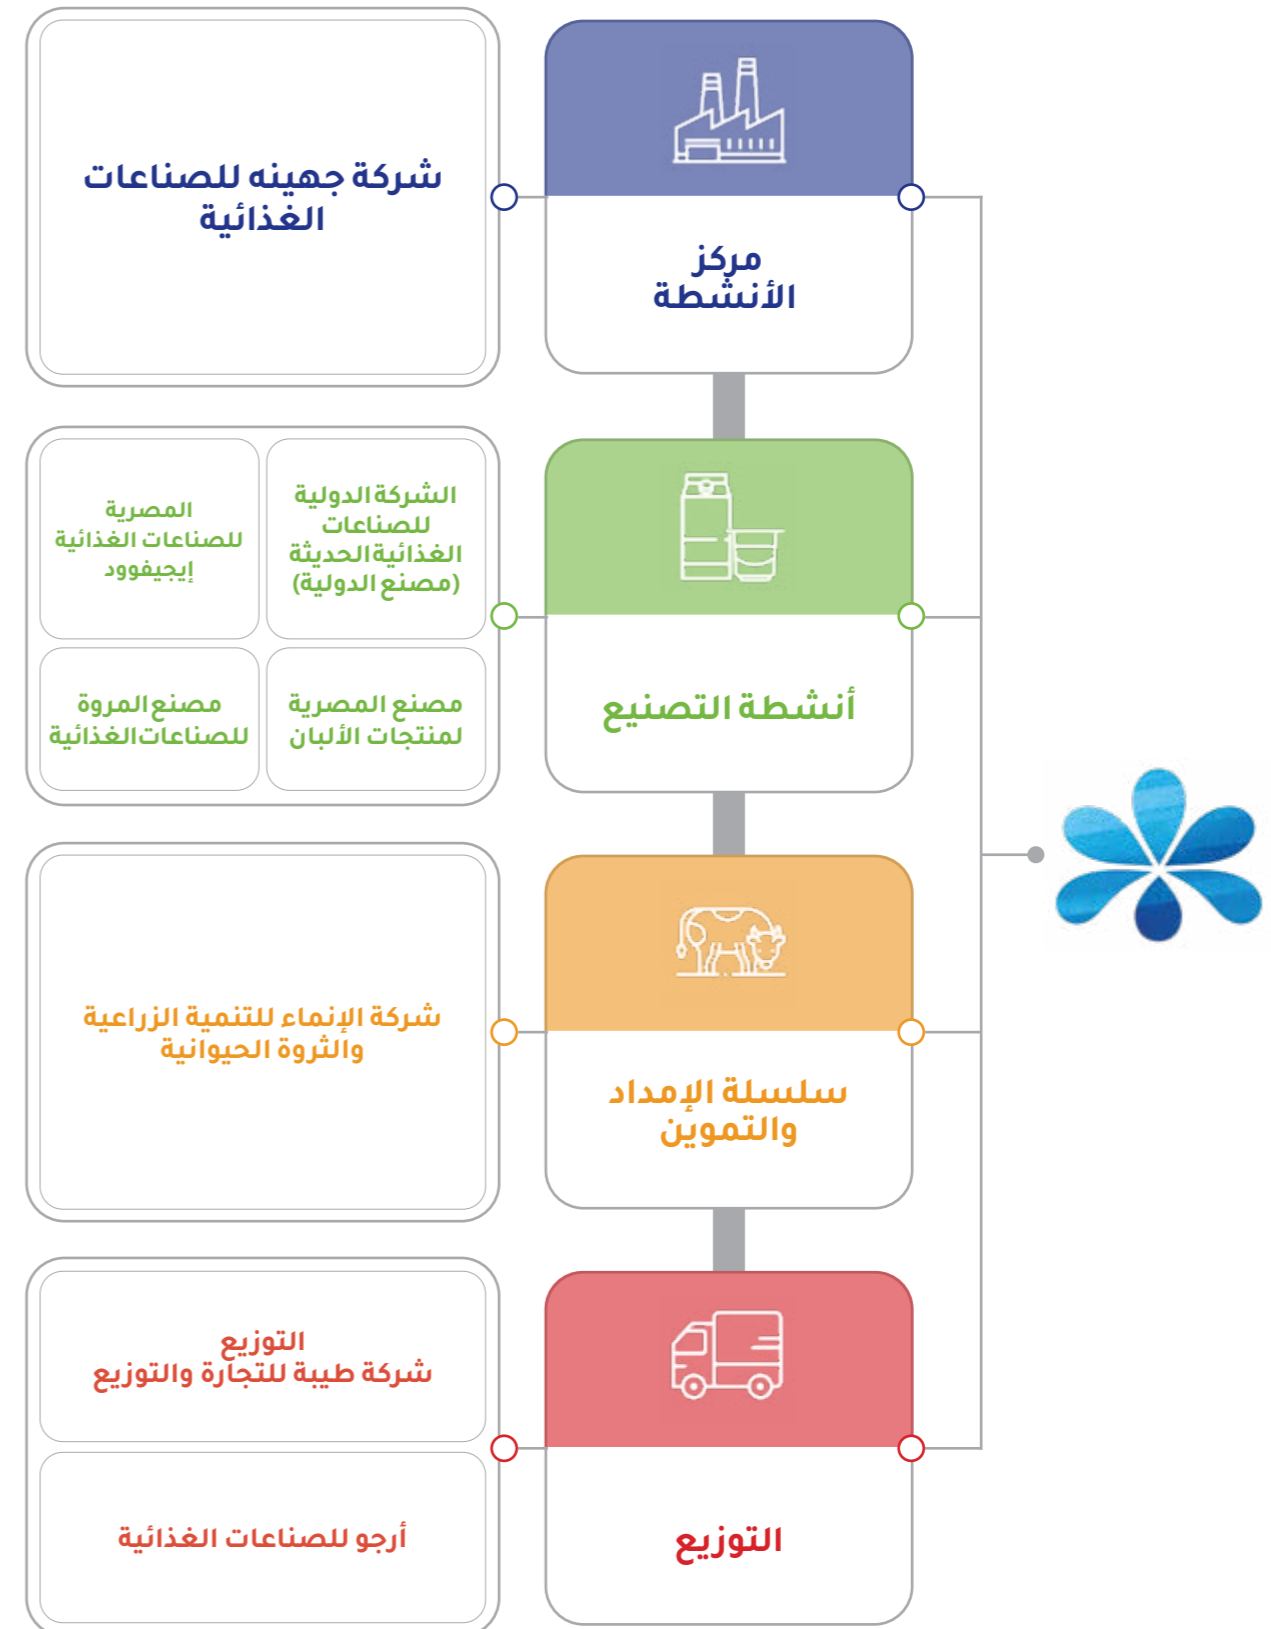 مركز
الأنشطة
شركة جهينه للصناعات
الغذائية
أنشطة التصنيع
الشركة الدولية
للصناعات
الغذائية الحديثة
(مصنع الدولية)
المصرية
للصناعات الغذائية
إيجيفوود
مصنع المصرية
لمنتجات الألبان
مصنع المروة
للصناعات الغذائية
سلسلة الإمداد
والتموين
شركة الإنماء للتنمية الزراعية
والثروة الحيوانية
التوزيع
التوزيع
شركة طيبة للتجارة والتوزيع
أرجو للصناعات الغذائية